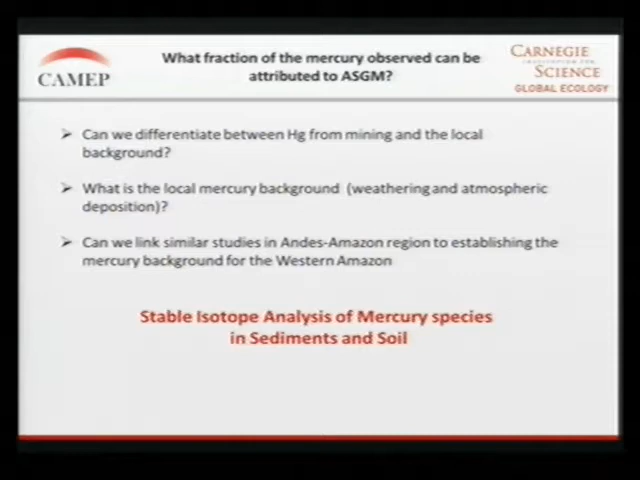 What fraction of the mercury observed can be
attributed to ASGM?
CAMEP
CARNEGIE
INSTITUTION FOR
SCIENCE
GLOBAL ECOLOGY
➢ Can we differentiate between Hg from mining and the local
background?
➢ What is the local mercury background (weathering and atmospheric
deposition)?
➢ Can we link similar studies in Andes-Amazon region to establishing the
mercury background for the Western Amazon
Stable Isotope Analysis of Mercury species
in Sediments and Soil